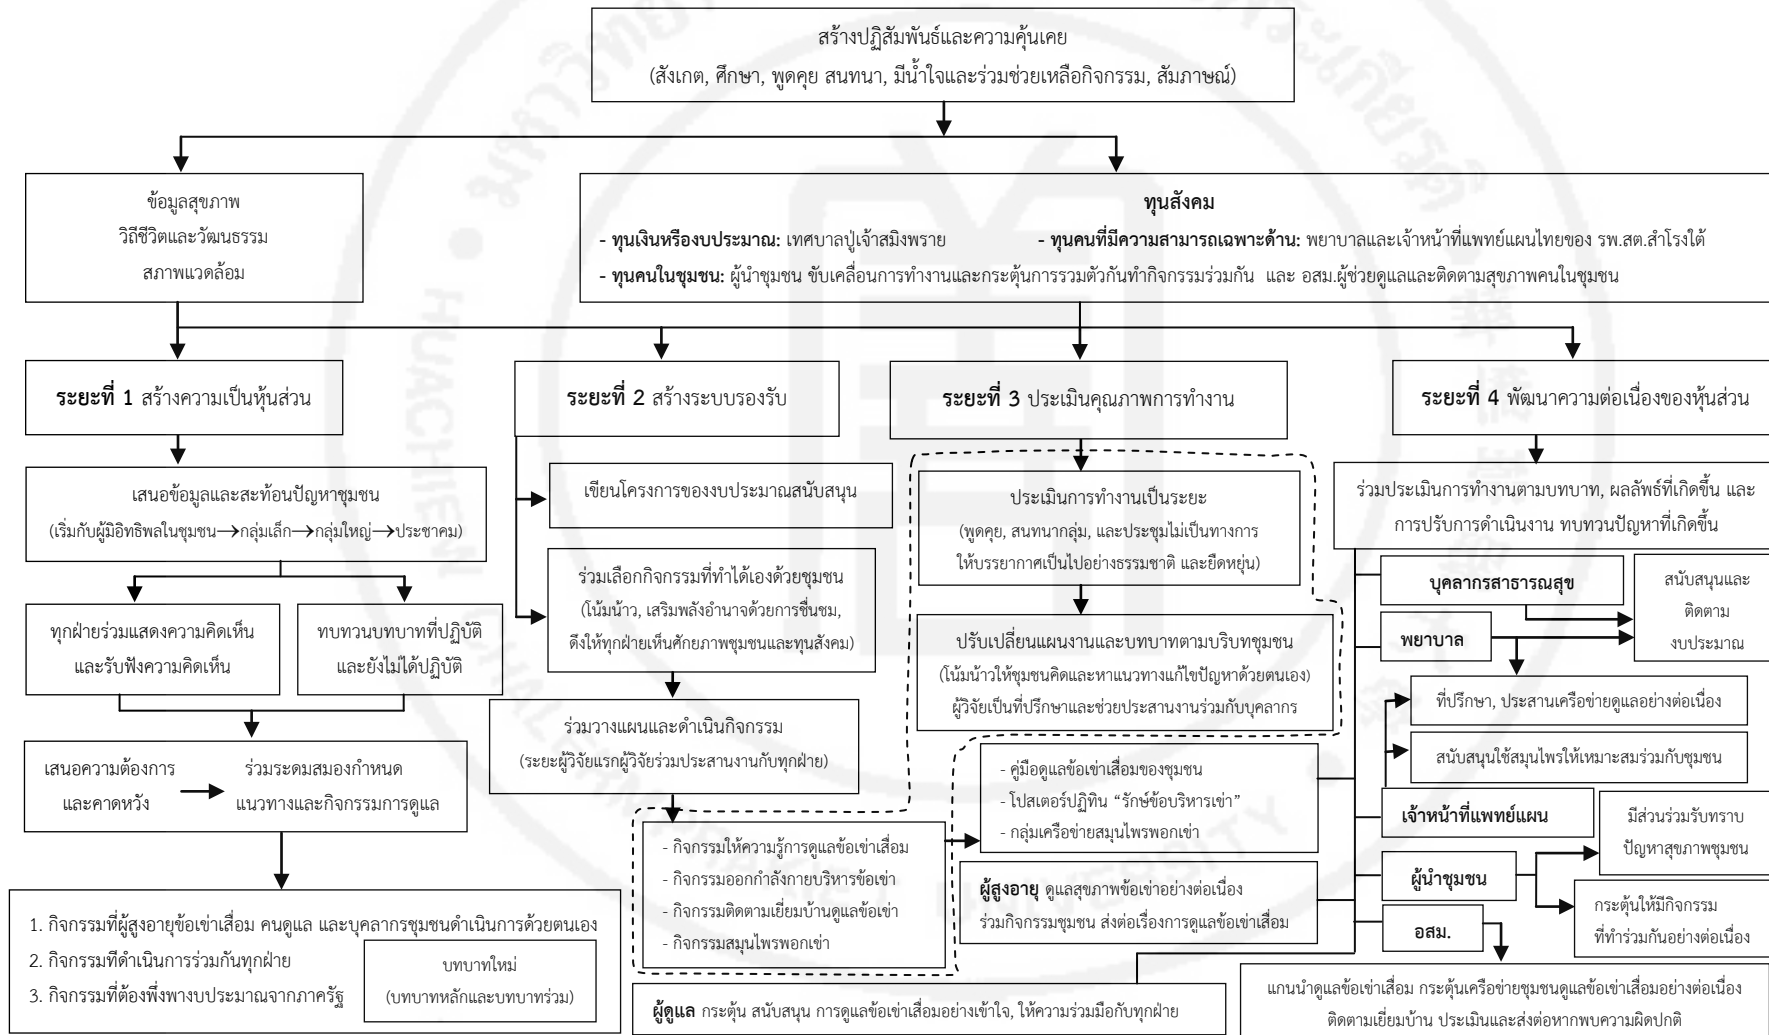 สร้างปฏิสัมพันธ์และความคุ้นเคย
(สังเกต, ศึกษา, พูดคุย สนทนา, มีน้ำใจและร่วมช่วยเหลือกิจกรรม, สัมภาษณ์)
ข้อมูลสุขภาพ
วิถีชีวิตและวัฒนธรรม
สภาพแวดล้อม
ทุนสังคม
- ทุนเงินหรืองบประมาณ: เทศบาลปู่เจ้าสมิงพราย
- ทุนคนที่มีความสามารถเฉพาะด้าน: พยาบาลและเจ้าหน้าที่แพทย์แผนไทยของ รพ.สต.สำโรงใต้
- ทุนคนในชุมชน: ผู้นำชุมชน ขับเคลื่อนการทำงานและกระตุ้นการรวมตัวกันทำกิจกรรมร่วมกัน และ อสม.ผู้ช่วยดูแลและติดตามสุขภาพคนในชุมชน
ระยะที่ 1 สร้างความเป็นหุ้นส่วน
เสนอข้อมูลและสะท้อนปัญหาชุมชน
(เริ่มกับผู้มีอิทธิพลในชุมชน→กลุ่มเล็ก→กลุ่มใหญ่→ประชาคม)
ทุกฝ่ายร่วมแสดงความคิดเห็น
และรับฟังความคิดเห็น
ทบทวนบทบาทที่ปฏิบัติ
และยังไม่ได้ปฏิบัติ
เสนอความต้องการ
และคาดหวัง
ร่วมระดมสมองกำหนด
แนวทางและกิจกรรมการดูแล
1. กิจกรรมที่ผู้สูงอายุข้อเข่าเสื่อม คนดูแล และบุคลากรชุมชนดำเนินการด้วยตนเอง
2. กิจกรรมที่ดำเนินการร่วมกันทุกฝ่าย
3. กิจกรรมที่ต้องพึ่งพางบประมาณจากภาครัฐ
บทบาทใหม่
(บทบาทหลักและบทบาทร่วม)
ระยะที่ 2 สร้างระบบรองรับ
เขียนโครงการของบประมาณสนับสนุน
ร่วมเลือกกิจกรรมที่ทำได้เองด้วยชุมชน
(โน้มน้าว, เสริมพลังอำนาจด้วยการชื่นชม,
ดึงให้ทุกฝ่ายเห็นศักยภาพชุมชนและทุนสังคม)
ร่วมวางแผนและดำเนินกิจกรรม
(ระยะผู้วิจัยแรกผู้วิจัยร่วมประสานงานกับทุกฝ่าย)
- กิจกรรมให้ความรู้การดูแลข้อเข่าเสื่อม
- กิจกรรมออกกำลังกายบริหารข้อเข่า
- กิจกรรมติดตามเยี่ยมบ้านดูแลข้อเข่า
- กิจกรรมสมุนไพรพอกเข่า
ระยะที่ 3 ประเมินคุณภาพการทำงาน
ประเมินการทำงานเป็นระยะ
(พูดคุย, สนทนากลุ่ม, และประชุมไม่เป็นทางการ
ให้บรรยากาศเป็นไปอย่างธรรมชาติ และยืดหยุ่น)
ปรับเปลี่ยนแผนงานและบทบาทตามบริบทชุมชน
(โน้มน้าวให้ชุมชนคิดและหาแนวทางแก้ไขปัญหาด้วยตนเอง)
ผู้วิจัยเป็นที่ปรึกษาและช่วยประสานงานร่วมกับบุคลากร
- คู่มือดูแลข้อเข่าเสื่อมของชุมชน
- โปสเตอร์ปฏิทิน “รักษ์ข้อบริหารเข่า”
- กลุ่มเครือข่ายสมุนไพรพอกเข่า
ผู้สูงอายุ ดูแลสุขภาพข้อเข่าอย่างต่อเนื่อง
ร่วมกิจกรรมชุมชน ส่งต่อเรื่องการดูแลข้อเข่าเสื่อม
ผู้ดูแล กระตุ้น สนับสนุน การดูแลข้อเข่าเสื่อมอย่างเข้าใจ, ให้ความร่วมมือกับทุกฝ่าย
ระยะที่ 4 พัฒนาความต่อเนื่องของหุ้นส่วน
ร่วมประเมินการทำงานตามบทบาท, ผลลัพธ์ที่เกิดขึ้น และ
การปรับการดำเนินงาน ทบทวนปัญหาที่เกิดขึ้น
บุคลากรสาธารณสุข
สนับสนุนและ
ติดตาม
งบประมาณ
พยาบาล
ที่ปรึกษา, ประสานเครือข่ายดูแลอย่างต่อเนื่อง
สนับสนุนใช้สมุนไพรให้เหมาะสมร่วมกับชุมชน
เจ้าหน้าที่แพทย์แผน
มีส่วนร่วมรับทราบ
ปัญหาสุขภาพชุมชน
ผู้นำชุมชน
กระตุ้นให้มีกิจกรรม
ที่ทำร่วมกันอย่างต่อเนื่อง
อสม.
แกนนำดูแลข้อเข่าเสื่อม กระตุ้นเครือข่ายชุมชนดูแลข้อเข่าเสื่อมอย่างต่อเนื่อง
ติดตามเยี่ยมบ้าน ประเมินและส่งต่อหากพบความผิดปกติ